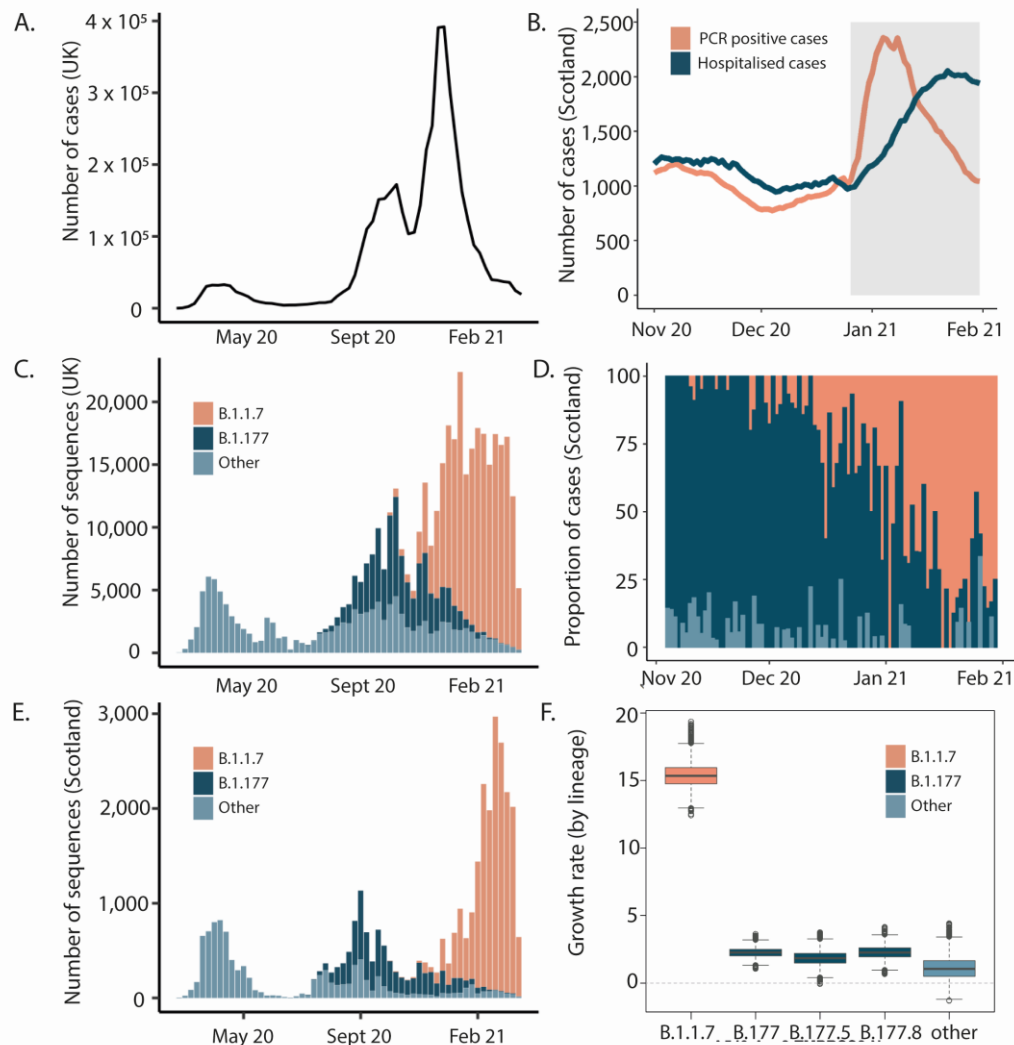 A.
Number of cases (UK)
4 x 10⁵
3 x 10⁵
2 x 10⁵
1 x 10⁵
0
May 20
Sept 20
Feb 21
B.
Number of cases (Scotland)
2,500
2,000
1,500
1,000
500
0
PCR positive cases
Hospitalised cases
Nov 20
Dec 20
Jan 21
Feb 21
C.
Number of sequences (UK)
20,000
15,000
10,000
5,000
0
B.1.1.7
B.1.177
Other
May 20
Sept 20
Feb 21
D.
Proportion of cases (Scotland)
100
75
50
25
0
Nov 20
Dec 20
Jan 21
Feb 21
E.
Number of sequences (Scotland)
3,000
2,000
1,000
0
B.1.1.7
B.1.177
Other
May 20
Sept 20
Feb 21
F.
Growth rate (by lineage)
20
15
10
5
0
B.1.1.7
B.1.177
Other
B.1.1.7
B.177
B.177.5
B.177.8
other